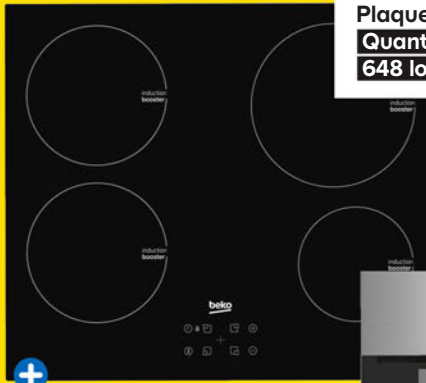 Plaque
Quant
648 lo
induction
booster
induction
booster
induction
booster
induction
booster
beko